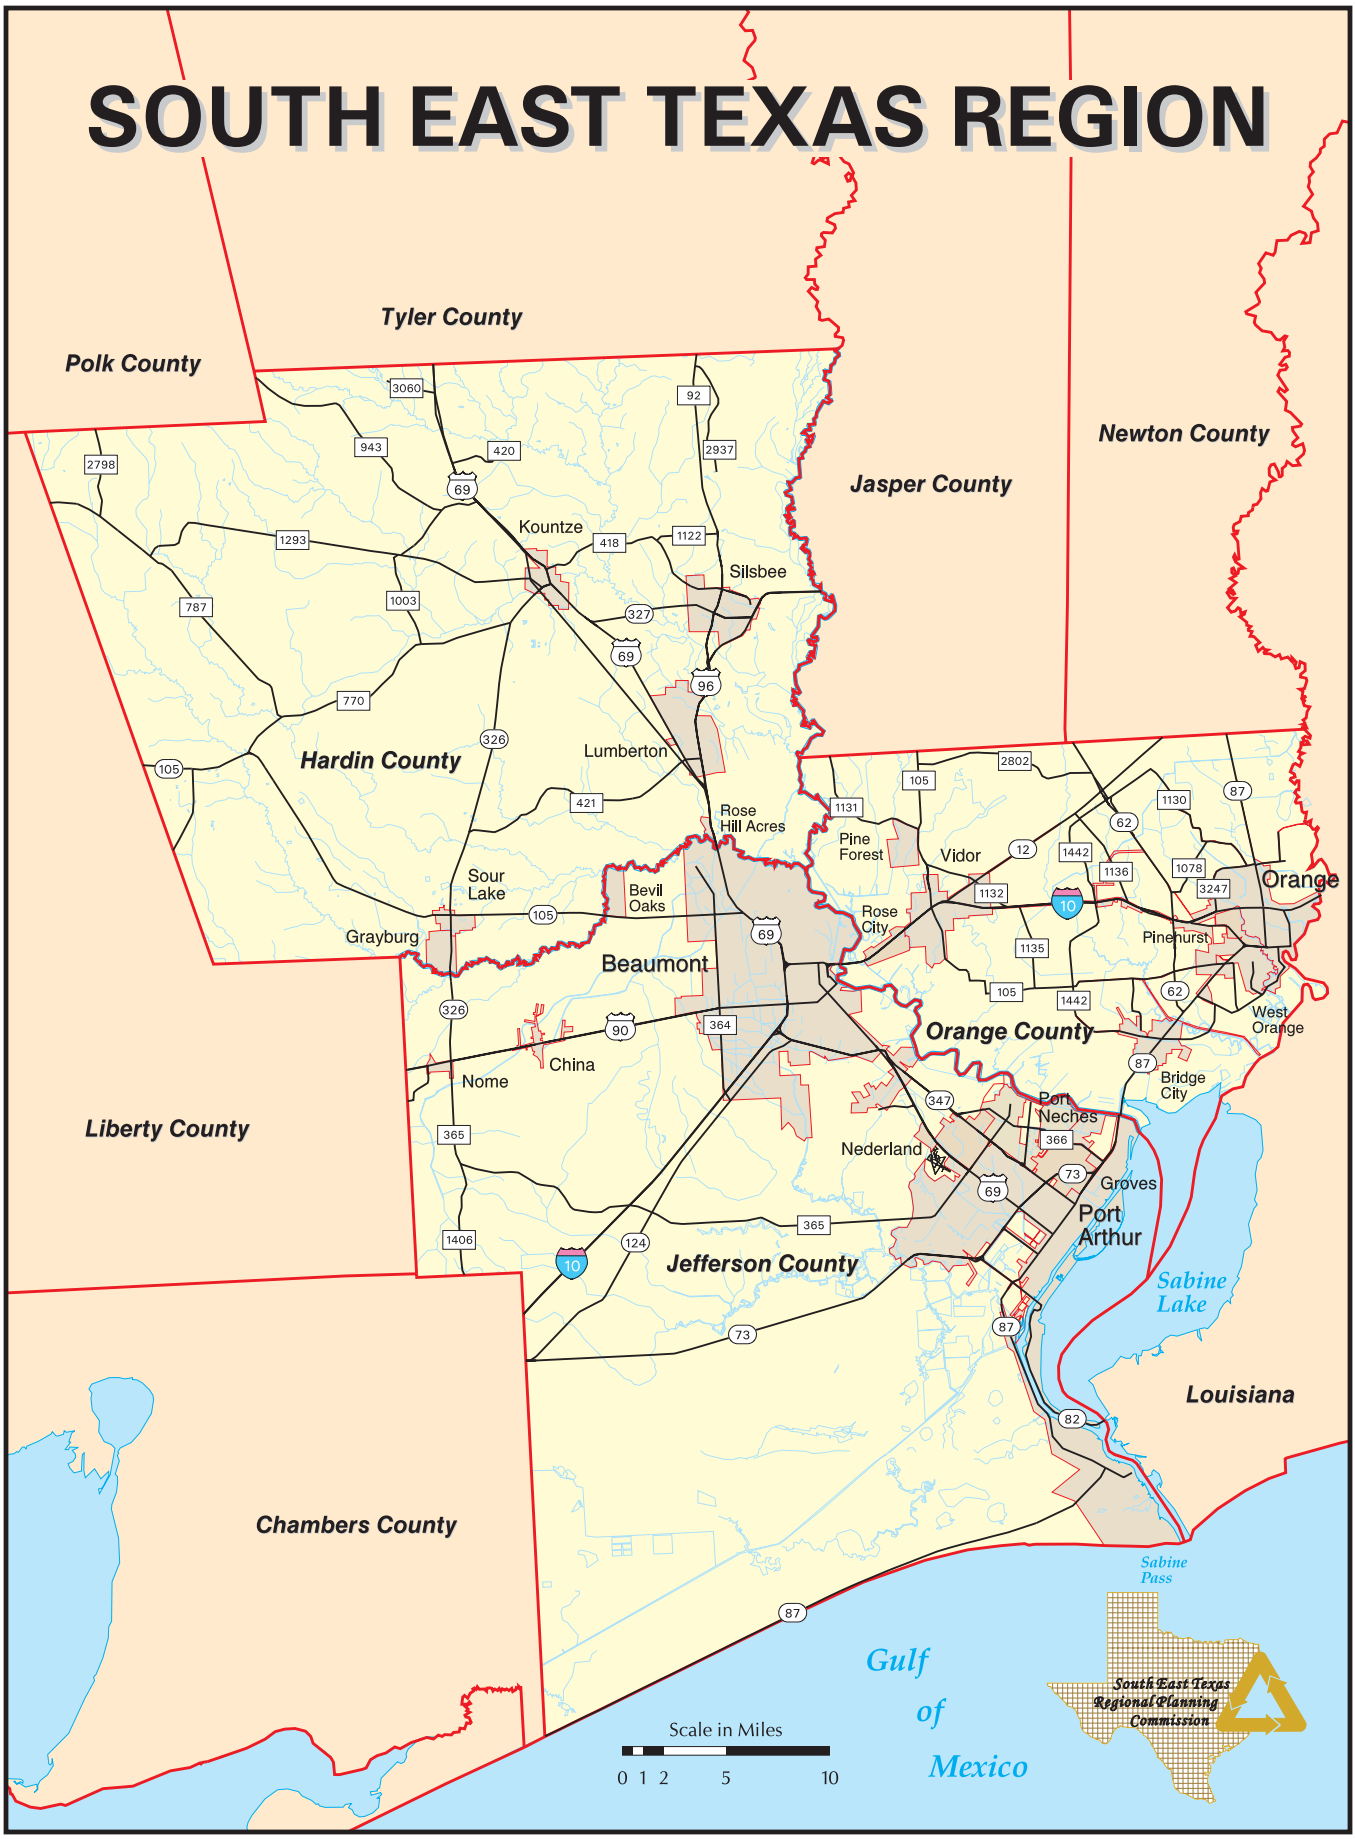 SOUTH EAST TEXAS REGION
Tyler County
Polk County
Newton County
Jasper County
3060
92
943
420
2937
2798
69
Kountze
1293
418
1122
Silsbee
1003
787
327
69
96
770
326
Lumberton
Hardin County
105
421
Rose
Hill Acres
2802
105
1131
1130
87
62
Pine
Forest
Vidor
12
1442
1136
1078
3247
Orange
1132
10
Sour
Lake
Bevil
Oaks
105
Rose
City
69
Grayburg
Pinehurst
1135
Beaumont
105
1442
62
326
90
364
West
Orange
Orange County
China
Nome
87
Bridge
City
347
Port
Neches
366
Liberty County
365
Nederland
73
69
Groves
Port
Arthur
365
1406
124
10
Jefferson County
Sabine
Lake
87
73
Louisiana
82
Chambers County
Sabine
Pass
87
Gulf
of
Mexico
South East Texas
Regional Planning
Commission
Scale in Miles
0 1 2 5 10